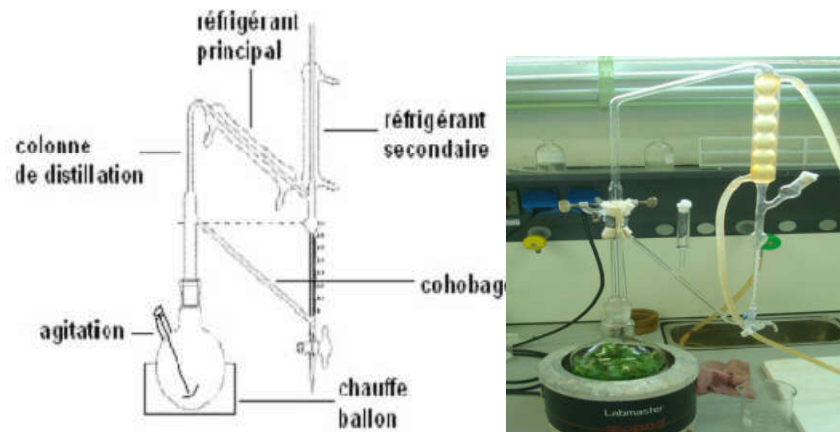 réfrigérant
principal
colonne
de distillation
réfrigérant
secondaire
cohobage
agitation
chauffe
ballon
Labmaster